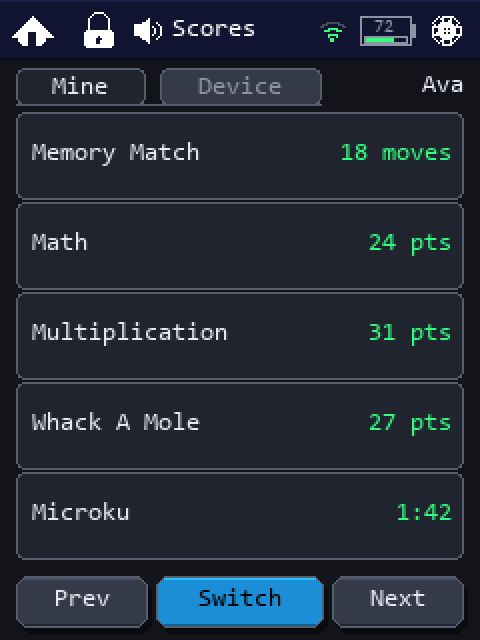 Scores 72
Mine Device Ava
Memory Match 18 moves
Math 24 pts
Multiplication 31 pts
Whack A Mole 27 pts
Microku 1:42
Prev Switch Next